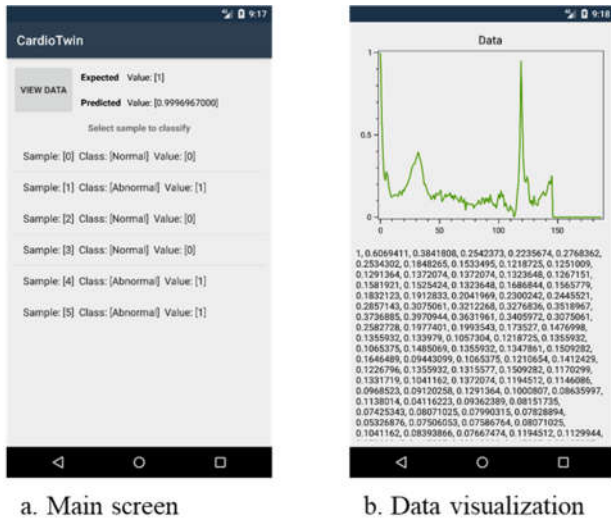 9:17
CardioTwin
VIEW DATA
Expected Value: [1]
Predicted Value: [0.9996967000]
Select sample to classify
Sample: [0] Class: [Normal] Value: [0]
Sample: [1] Class: [Abnormal] Value: [1]
Sample: [2] Class: [Normal] Value: [0]
Sample: [3] Class: [Normal] Value: [0]
Sample: [4] Class: [Abnormal] Value: [1]
Sample: [5] Class: [Abnormal] Value: [1]
a. Main screen
9:18
Data
1
0.5
0
0 50 100 150
1, 0.6069411, 0.3841808, 0.2542373, 0.2235674, 0.2768362,
0.2534302, 0.1848265, 0.1533495, 0.1218725, 0.1251009,
0.1291364, 0.1372074, 0.1372074, 0.1323648, 0.1267151,
0.1581921, 0.1525424, 0.1323648, 0.1686844, 0.1565779,
0.1832123, 0.1912833, 0.2041969, 0.2300242, 0.2445521,
0.2857143, 0.3075061, 0.3212268, 0.3276836, 0.3518967,
0.3736885, 0.3970944, 0.3631961, 0.3405972, 0.3075061,
0.2582728, 0.1977401, 0.1993543, 0.173527, 0.1476998,
0.1355932, 0.133979, 0.1057304, 0.1218725, 0.1355932,
0.1065375, 0.1485069, 0.1355932, 0.1347861, 0.1509282,
0.1646489, 0.09443099, 0.1065375, 0.1210654, 0.1412429,
0.1226796, 0.1355932, 0.1315577, 0.1509282, 0.1170299,
0.1331719, 0.1041162, 0.1372074, 0.1194512, 0.1146086,
0.0968523, 0.09120258, 0.1291364, 0.1000807, 0.08635997,
0.1138014, 0.04116223, 0.09362389, 0.08151735,
0.07425343, 0.08071025, 0.07990315, 0.07828894,
0.05326876, 0.07506053, 0.07586764, 0.08071025,
0.1041162, 0.08393866, 0.07667474, 0.1194512, 0.1129944,
b. Data visualization